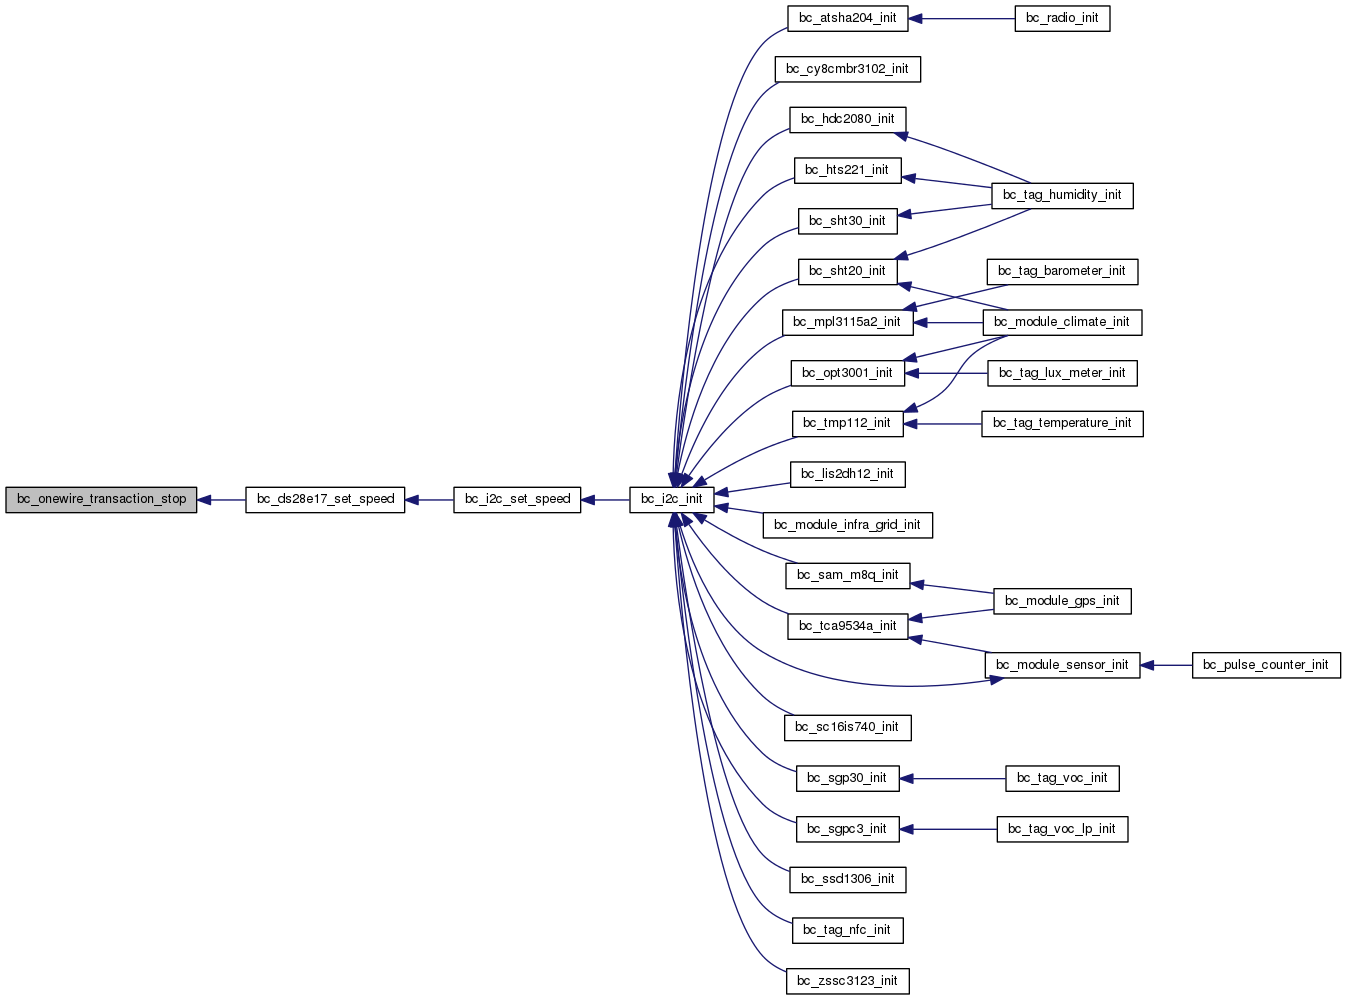 bc_atsha204_init
bc_radio_init
bc_cy8cmbr3102_init
bc_hdc2080_init
bc_hts221_init
bc_tag_humidity_init
bc_sht30_init
bc_sht20_init
bc_tag_barometer_init
bc_mpl3115a2_init
bc_module_climate_init
bc_opt3001_init
bc_tag_lux_meter_init
bc_tmp112_init
bc_tag_temperature_init
bc_lis2dh12_init
bc_onewire_transaction_stop
bc_ds28e17_set_speed
bc_i2c_set_speed
bc_i2c_init
bc_module_infra_grid_init
bc_sam_m8q_init
bc_module_gps_init
bc_tca9534a_init
bc_module_sensor_init
bc_pulse_counter_init
bc_sc16is740_init
bc_sgp30_init
bc_tag_voc_init
bc_sgpc3_init
bc_tag_voc_lp_init
bc_ssd1306_init
bc_tag_nfc_init
bc_zssc3123_init